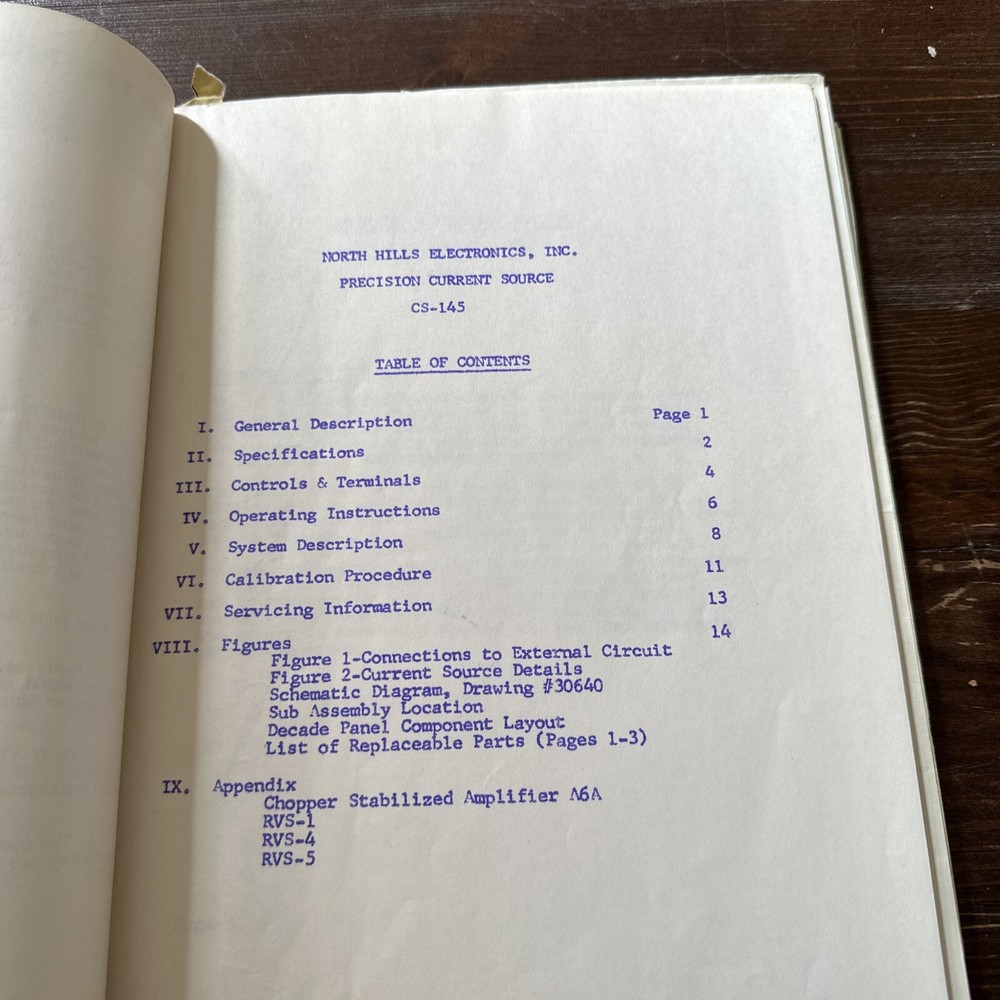 NORTH HILLS ELECTRONICS, INC.
PRECISION CURRENT SOURCE
CS-145
TABLE OF CONTENTS
I. General Description Page 1
II. Specifications 2
III. Controls & Terminals 4
IV. Operating Instructions 6
V. System Description 8
VI. Calibration Procedure 11
VII. Servicing Information 13
VIII. Figures 14
Figure 1-Connections to External Circuit
Figure 2-Current Source Details
Schematic Diagram, Drawing #30640
Sub Assembly Location
Decade Panel Component Layout
List of Replaceable Parts (Pages 1-3)
IX. Appendix
Chopper Stabilized Amplifier A6A
RVS-1
RVS-4
RVS-5